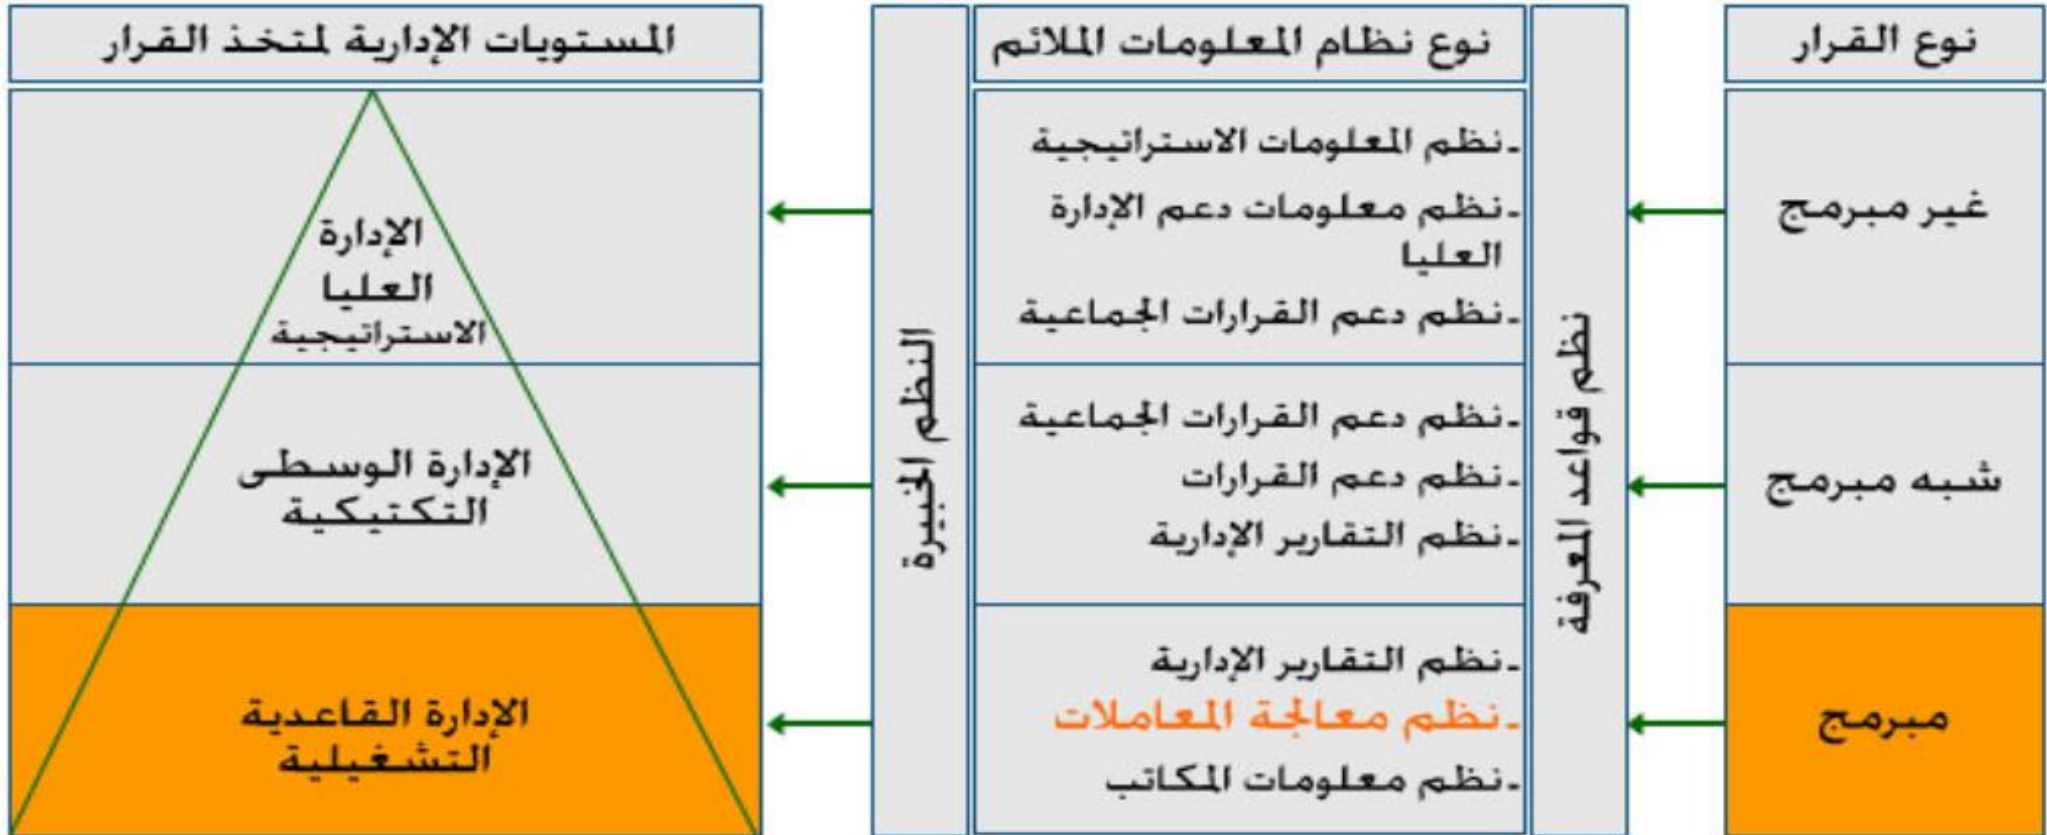 نوع القرار
نوع نظام المعلومات الملائم
المستويات الإدارية لمتخذ القرار
غير مبرمج
شبه مبرمج
مبرمج
نظم قواعد المعرفة
-نظم المعلومات الاستراتيجية
-نظم معلومات دعم الإدارة
العليا
-نظم دعم القرارات الجماعية
-نظم دعم القرارات الجماعية
-نظم دعم القرارات
-نظم التقارير الإدارية
-نظم التقارير الإدارية
-نظم معالجة المعاملات
-نظم معلومات المكاتب
النظم الخبيرة
الإدارة
العليا
الاستراتيجية
الإدارة الوسطى
التكتيكية
الإدارة القاعدية
التشغيلية